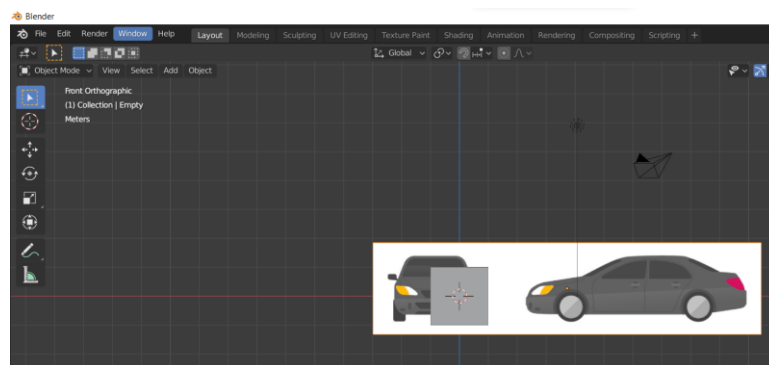 Blender
File Edit Render Window Help Layout Modeling Sculpting UV Editing Texture Paint Shading Animation Rendering Compositing Scripting +
Global
Object Mode View Select Add Object
Front Orthographic
(1) Collection | Empty
Meters